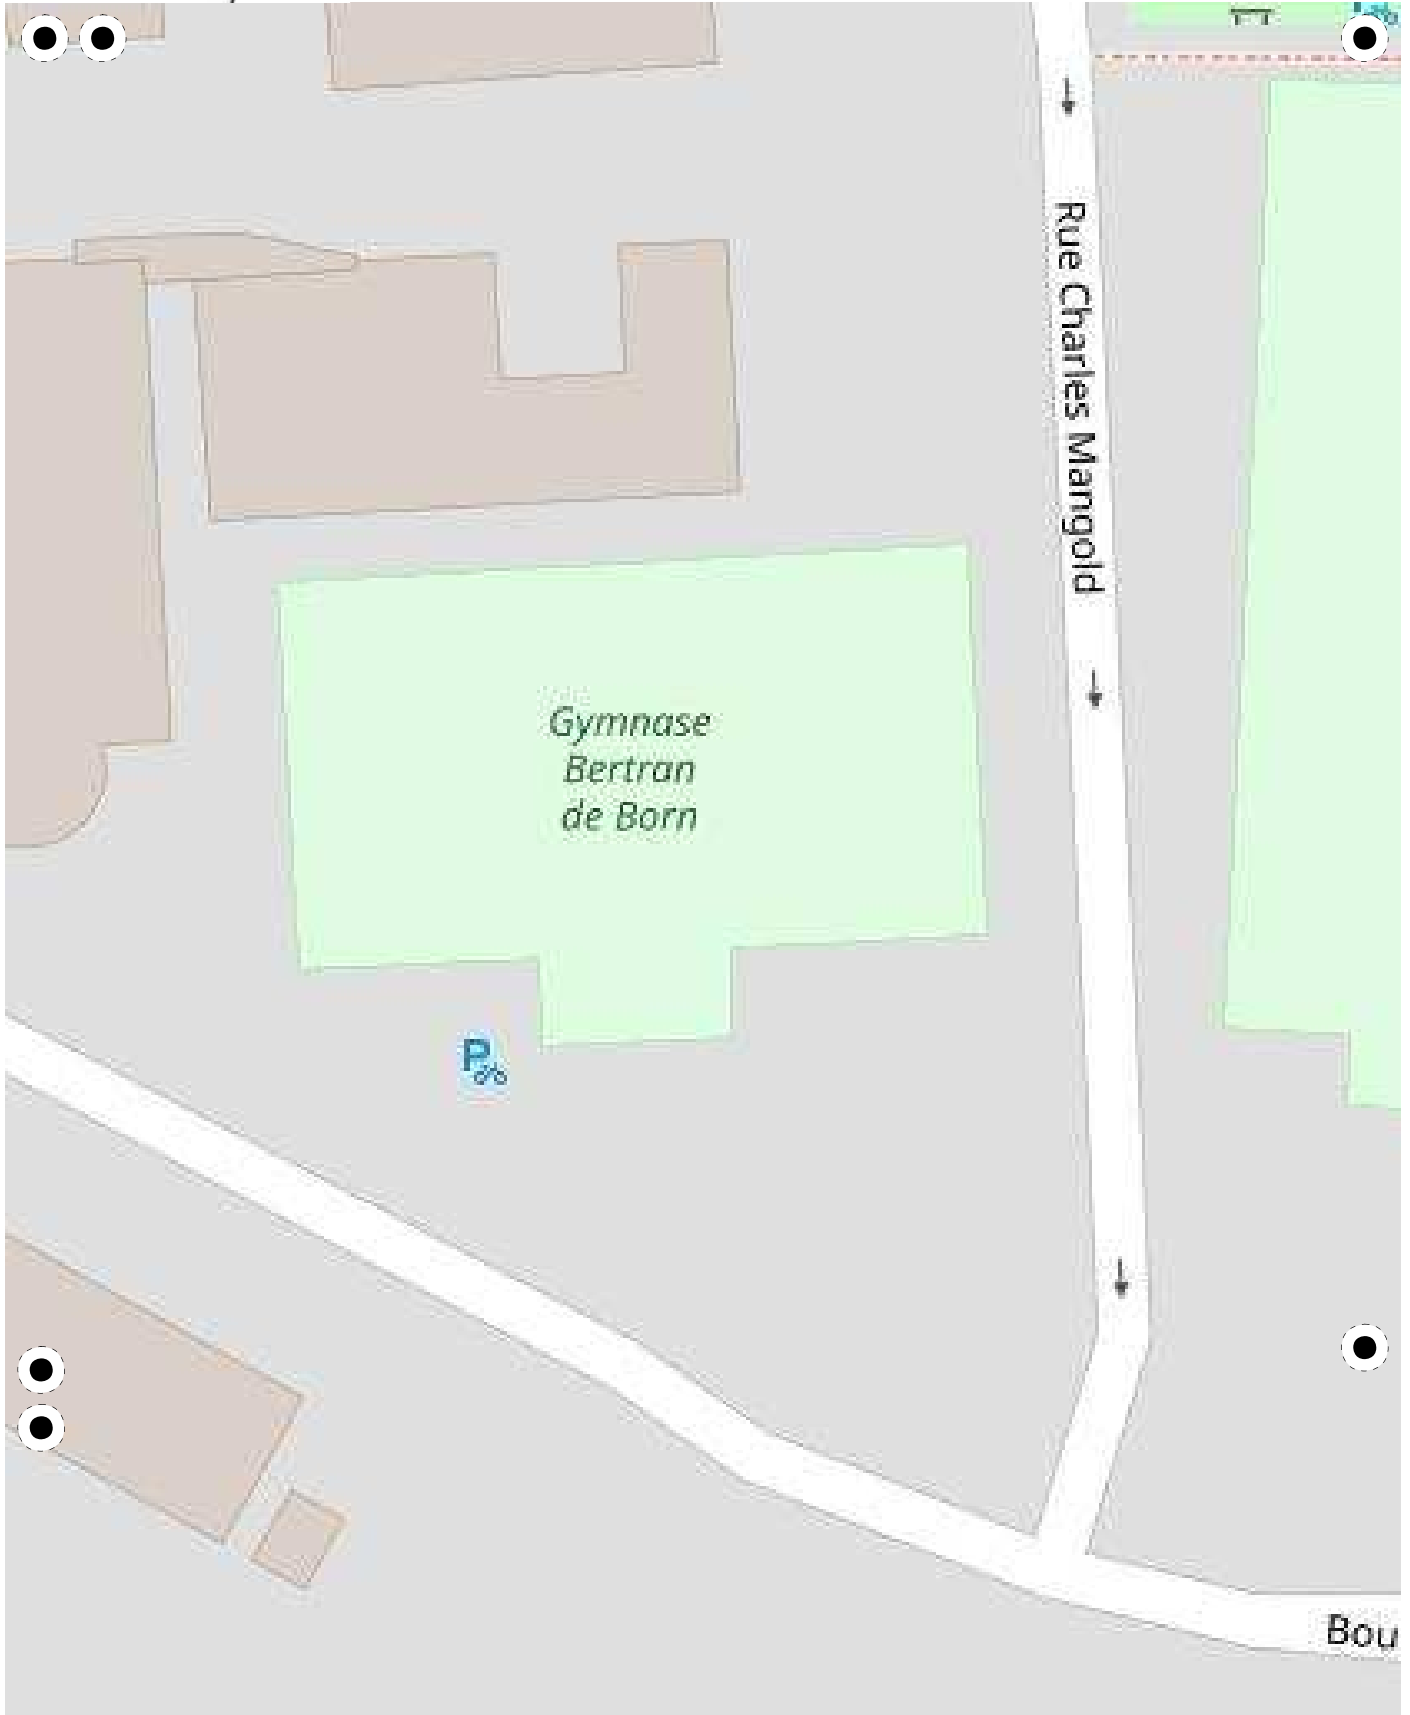 Rue Charles Mangold
Gymnase
Bertran
de Born
P
Bou